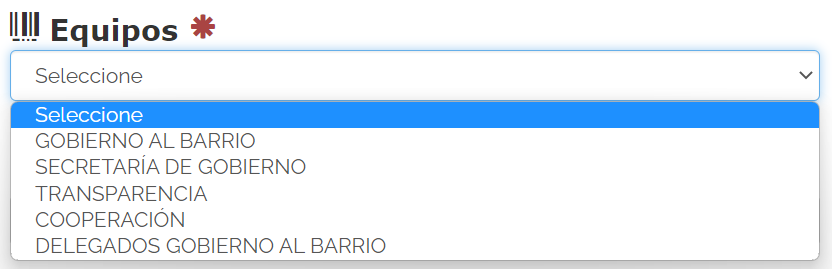 Equipos *
Seleccione
Seleccione
GOBIERNO AL BARRIO
SECRETARÍA DE GOBIERNO
TRANSPARENCIA
COOPERACIÓN
DELEGADOS GOBIERNO AL BARRIO